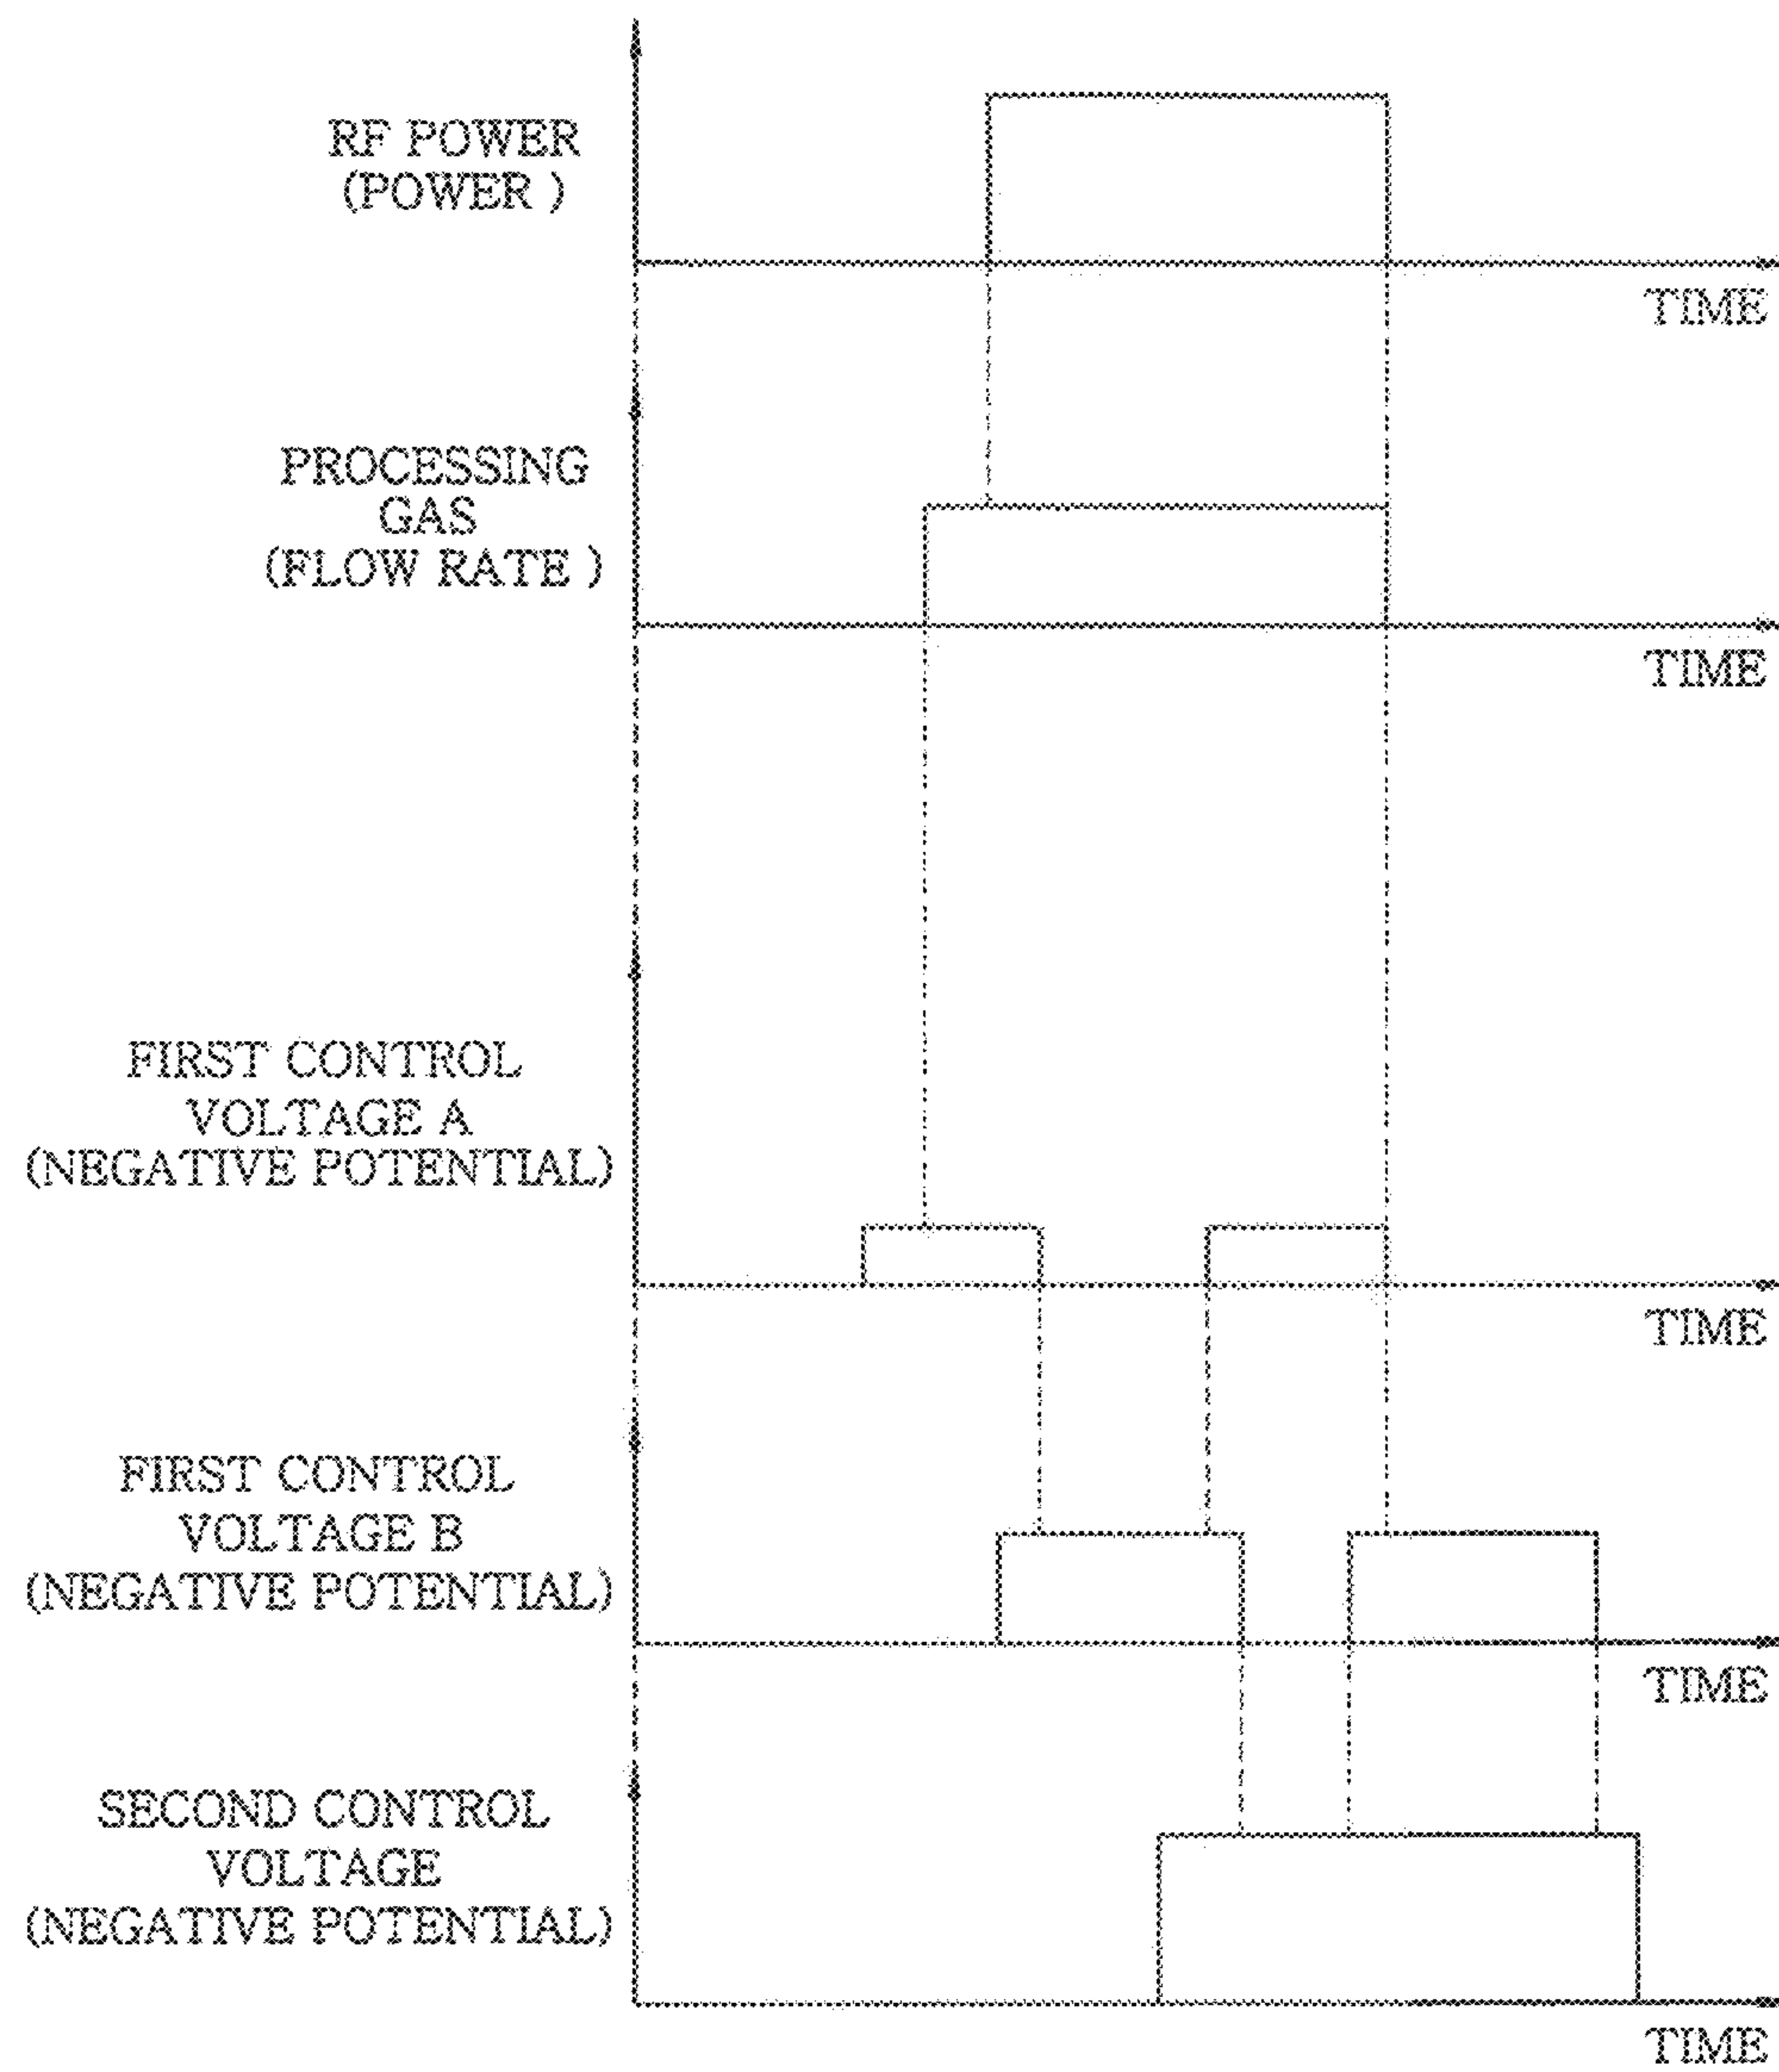 RF POWER
(POWER )
TIME
PROCESSING
GAS
(FLOW RATE )
TIME
FIRST CONTROL
VOLTAGE A
(NEGATIVE POTENTIAL)
TIME
FIRST CONTROL
VOLTAGE B
(NEGATIVE POTENTIAL)
TIME
SECOND CONTROL
VOLTAGE
(NEGATIVE POTENTIAL)
TIME